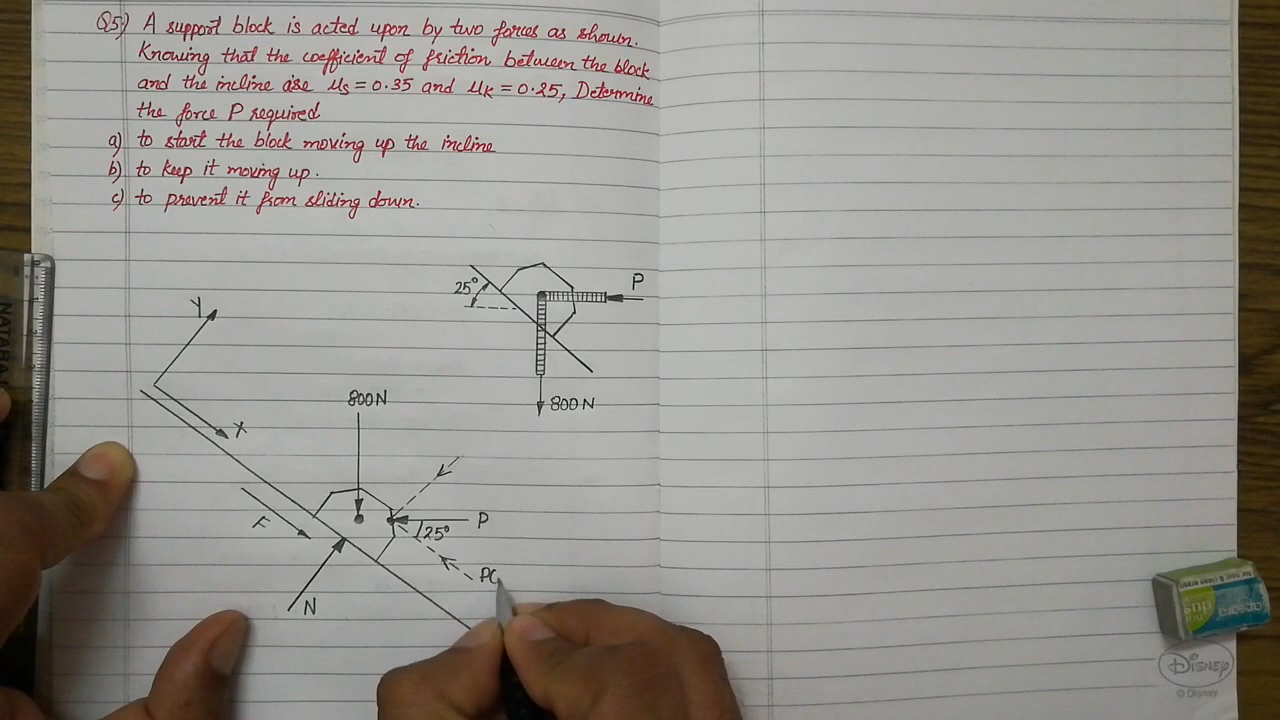 Q5) A support block is acted upon by two forces as shown.
Knowing that the coefficient of friction between the block
and the incline are μs = 0.35 and μk = 0.25, Determine
the force P required
a) to start the block moving up the incline
b) to keep it moving up.
c) to prevent it from sliding down.
25°
P
800 N
Y
X
800N
F
P
25°
PC
N
NATARA
DISNEY
© Disney